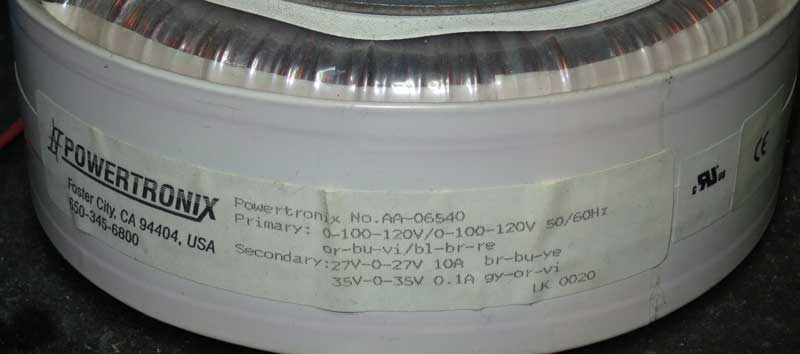 POWERTRONIX
Foster City, CA 94404, USA
650-345-6800
Powertronix No.AA-06540
Primary: 0-100-120V/0-100-120V 50/60Hz
or-bu-vi/bl-br-re
Secondary:27V-0-27V 10A br-bu-ye
35V-0-35V 0.1A gy-or-vi
LK 0020
c RU us
CE